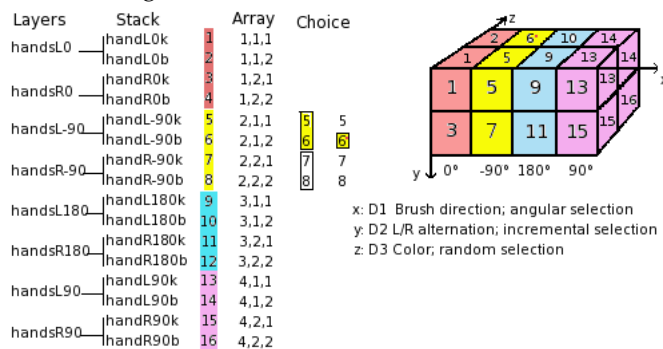 Layers Stack Array Choice
handsL0
handL0k 1 1,1,1
handL0b 2 1,1,2
handsR0
handR0k 3 1,2,1
handR0b 4 1,2,2
handsL-90
handL-90k 5 2,1,1 5 5
handL-90b 6 2,1,2 6 6
handsR-90
handR-90k 7 2,2,1 7 7
handR-90b 8 2,2,2 8 8
handsL180
handL180k 9 3,1,1
handL180b 10 3,1,2
handsR180
handR180k 11 3,2,1
handR180b 12 3,2,2
handsL90
handL90k 13 4,1,1
handL90b 14 4,1,2
handsR90
handR90k 15 4,2,1
handR90b 16 4,2,2
z
2 6 10 14
1 5 9 13 14
x
1 5 9 13 13 16
3 7 11 15 15
y 0° -90° 180° 90°
x: D1 Brush direction; angular selection
y: D2 L/R alternation; incremental selection
z: D3 Color; random selection